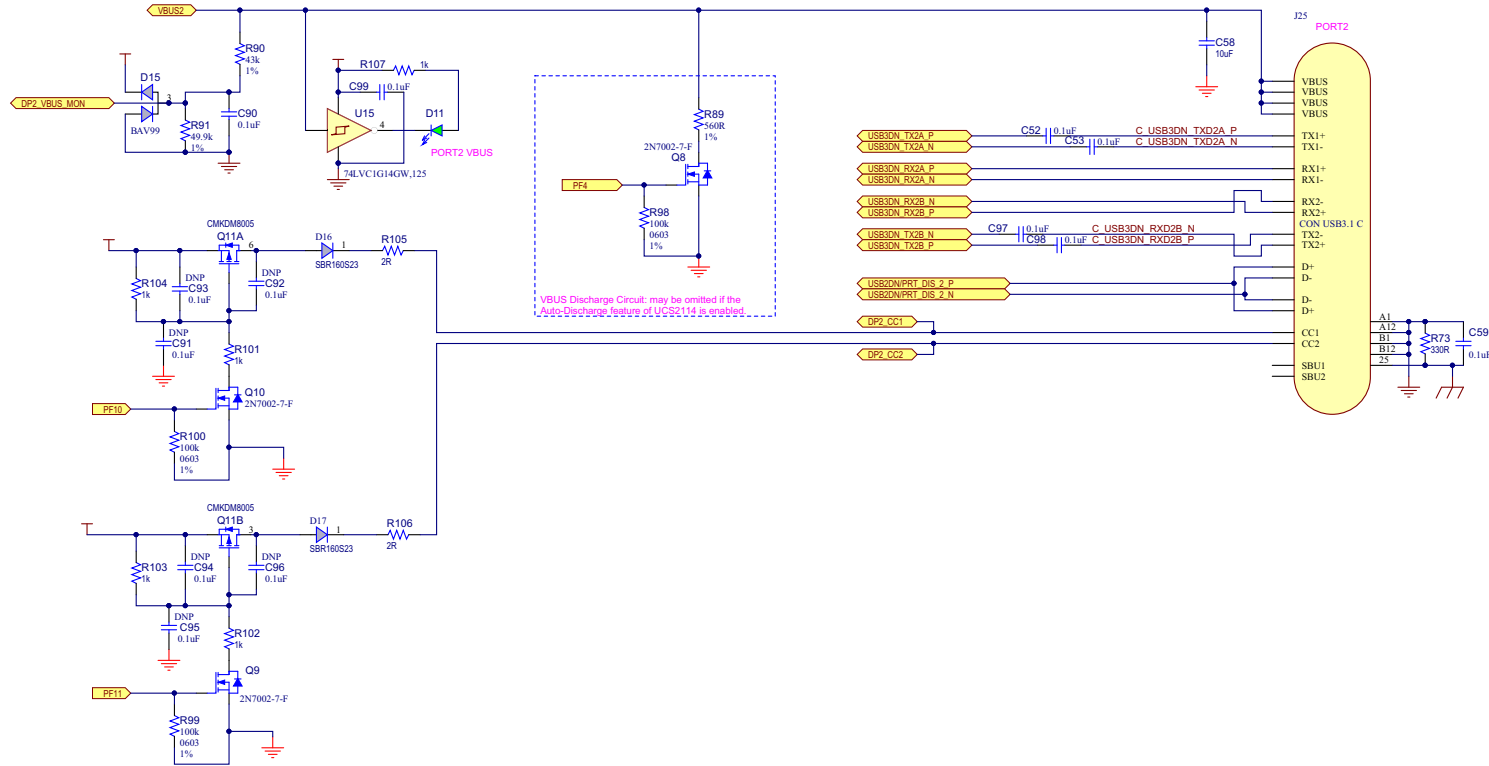 VBUS2
R90
43k
1%
D15
3
BAV99
DP2_VBUS_MON
R91
49.9k
1%
C90
0.1uF
R107
1k
C99
0.1uF
U15
4
D11
PORT2 VBUS
74LVC1G14GW,125
R89
560R
1%
2N7002-7-F
Q8
PF4
R98
100k
0603
1%
VBUS Discharge Circuit: may be omitted if the
Auto-Discharge feature of UCS2114 is enabled.
C58
10uF
J25
PORT2
VBUS
VBUS
VBUS
VBUS
TX1+
TX1-
RX1+
RX1-
RX2-
RX2+
CON USB3.1 C
TX2-
TX2+
D+
D-
D-
D+
CC1
CC2
SBU1
SBU2
USB3DN_TX2A_P
USB3DN_TX2A_N
C52
0.1uF
C_USB3DN_TXD2A_P
C53
0.1uF
C_USB3DN_TXD2A_N
USB3DN_RX2A_P
USB3DN_RX2A_N
USB3DN_RX2B_N
USB3DN_RX2B_P
USB3DN_TX2B_N
USB3DN_TX2B_P
C97
0.1uF
C_USB3DN_RXD2B_N
C98
0.1uF
C_USB3DN_RXD2B_P
USB2DN/PRT_DIS_2_P
USB2DN/PRT_DIS_2_N
DP2_CC1
DP2_CC2
A1
A12
B1
B12
25
R73
330R
C59
0.1uF
CMKDM8005
Q11A
6
D16
1
SBR160S23
R105
2R
R104
1k
DNP
C93
0.1uF
C92
0.1uF
DNP
DNP
C91
0.1uF
R101
1k
Q10
2N7002-7-F
PF10
R100
100k
0603
1%
CMKDM8005
Q11B
3
D17
1
SBR160S23
R106
2R
R103
1k
DNP
C94
0.1uF
DNP
C96
0.1uF
DNP
C95
0.1uF
R102
1k
Q9
2N7002-7-F
PF11
R99
100k
0603
1%